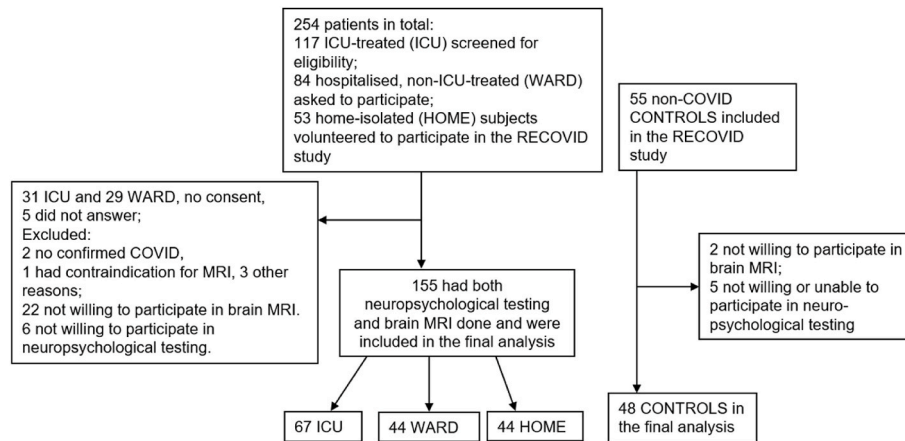 254 patients in total:
117 ICU-treated (ICU) screened for
eligibility;
84 hospitalised, non-ICU-treated (WARD)
asked to participate;
53 home-isolated (HOME) subjects
volunteered to participate in the RECOVID
study
55 non-COVID
CONTROLS included
in the RECOVID
study
31 ICU and 29 WARD, no consent,
5 did not answer;
Excluded:
2 no confirmed COVID,
1 had contraindication for MRI, 3 other
reasons;
22 not willing to participate in brain MRI.
6 not willing to participate in
neuropsychological testing.
2 not willing to participate in
brain MRI;
5 not willing or unable to
participate in neuro-
psychological testing
155 had both
neuropsychological testing
and brain MRI done and were
included in the final analysis
67 ICU
44 WARD
44 HOME
48 CONTROLS in
the final analysis